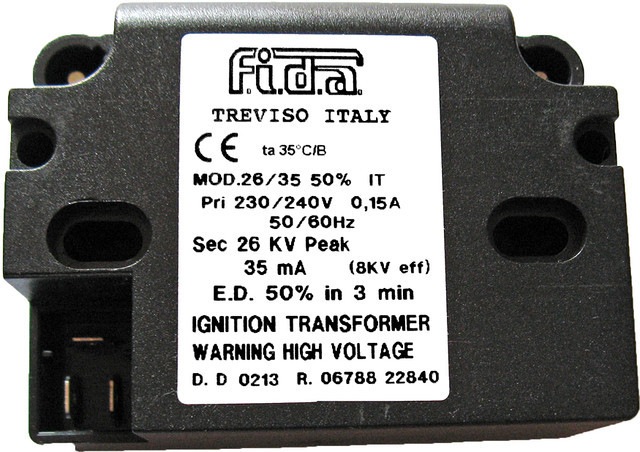 f.i.d.a.
TREVISO ITALY
CE ta 35°C/B
MOD.26/35 50% IT
Pri 230/240V 0,15A
50/60Hz
Sec 26 KV Peak
35 mA (8KV eff)
E.D. 50% in 3 min
IGNITION TRANSFORMER
WARNING HIGH VOLTAGE
D. D 0213 R. 06788 22840